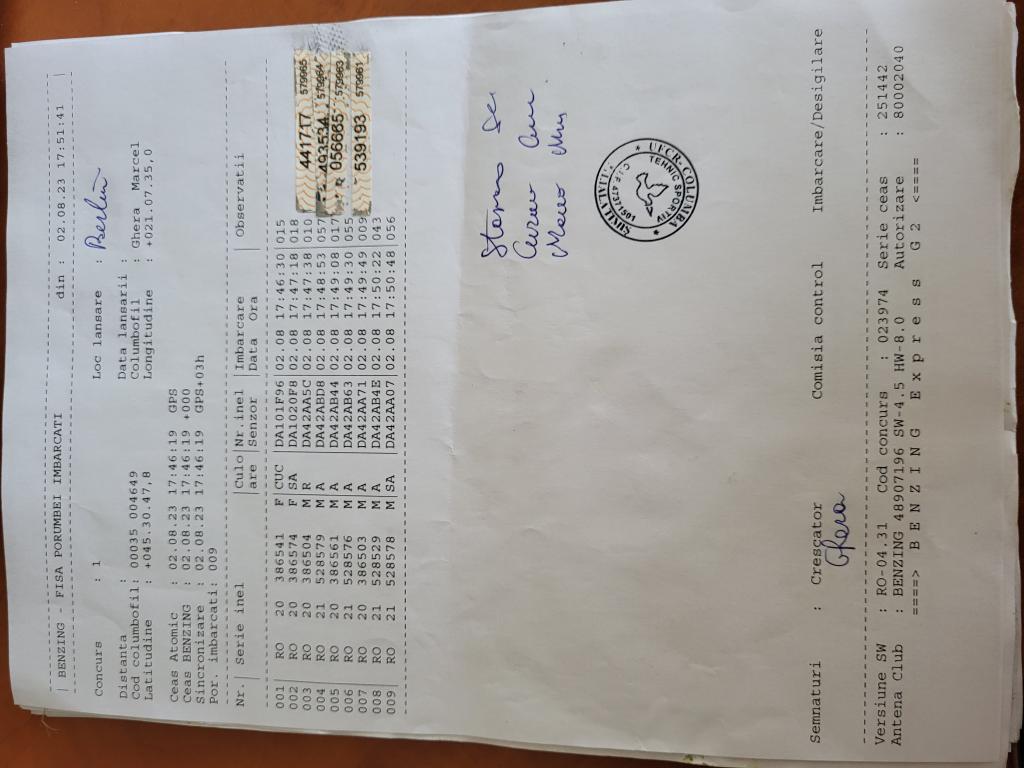 | BENZING - FISA PORUMBEI IMBARCATI din : 02.08.23 17:51:41 |
Concurs : 1 Loc lansare : Berlin
Distanta : Data lansarii :
Cod columbofil: 00035 004649 Columbofil : Ghera Marcel
Latitudine : +045.30.47,8 Longitudine : +021.07.35,0
Ceas Atomic : 02.08.23 17:46:19 GPS
Ceas BENZING : 02.08.23 17:46:19 +000
Sincronizare : 02.08.23 17:46:19 GPS+03h
Por. imbarcati: 009
Nr.| Serie inel |Culo|Nr.inel |Imbarcare | Observatii
|are |Senzor |Data Ora |
001| RO 20 386541 F|CUC |DA101F96|02.08 17:46:30|015
002| RO 20 386574 F|SA |DA1020F8|02.08 17:47:18|018
003| RO 20 386504 M|R |DA42AA5C|02.08 17:47:38|010
004| RO 21 528579 M|A |DA42ABD8|02.08 17:48:53|057
005| RO 20 386561 M|A |DA42AB44|02.08 17:49:08|017
006| RO 21 528576 M|A |DA42AB63|02.08 17:49:30|055
007| RO 20 386503 M|A |DA42AA71|02.08 17:49:49|009
008| RO 21 528529 M|A |DA42AB4E|02.08 17:50:22|043
009| RO 21 528578 M|SA |DA42AA07|02.08 17:50:48|056
441717 579965
493534 579964
056665 579963
539193 579961
UFCR-COLUMBA
TEHNIC SPORTIV
Semnaturi : Crescator Comisia control Imbarcare/Desigilare
Versiune SW : RO-04.31 Cod concurs : 023974 Serie ceas : 251442
Antena Club : BENZING 48907196 SW-4.5 HW-8.0 Autorizare : 80002040
====> B E N Z I N G E x p r e s s G 2 <====